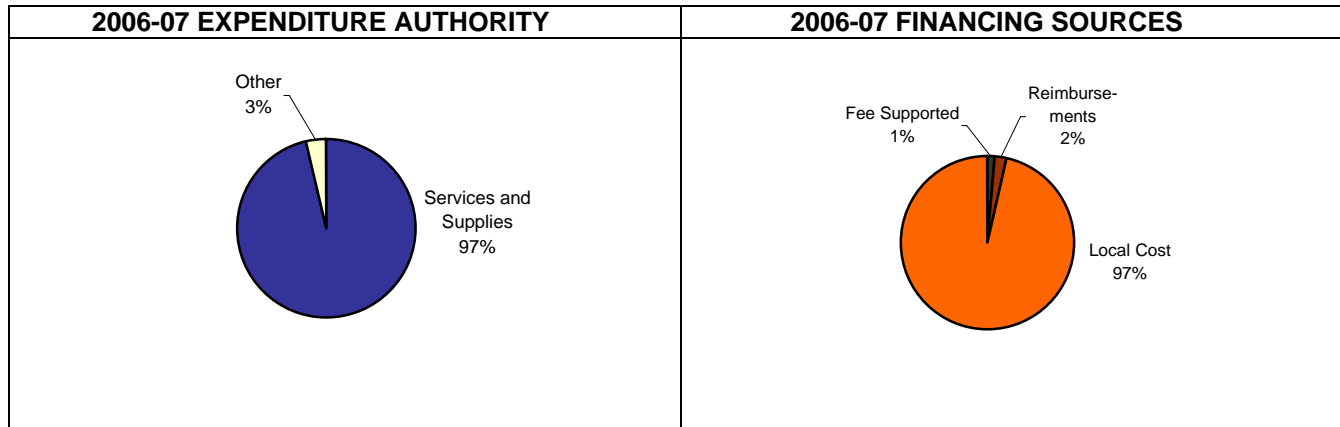 2006-07 EXPENDITURE AUTHORITY
Other
3%
Services and
Supplies
97%
2006-07 FINANCING SOURCES
Fee Supported
1%
Reimburse-
ments
2%
Local Cost
97%